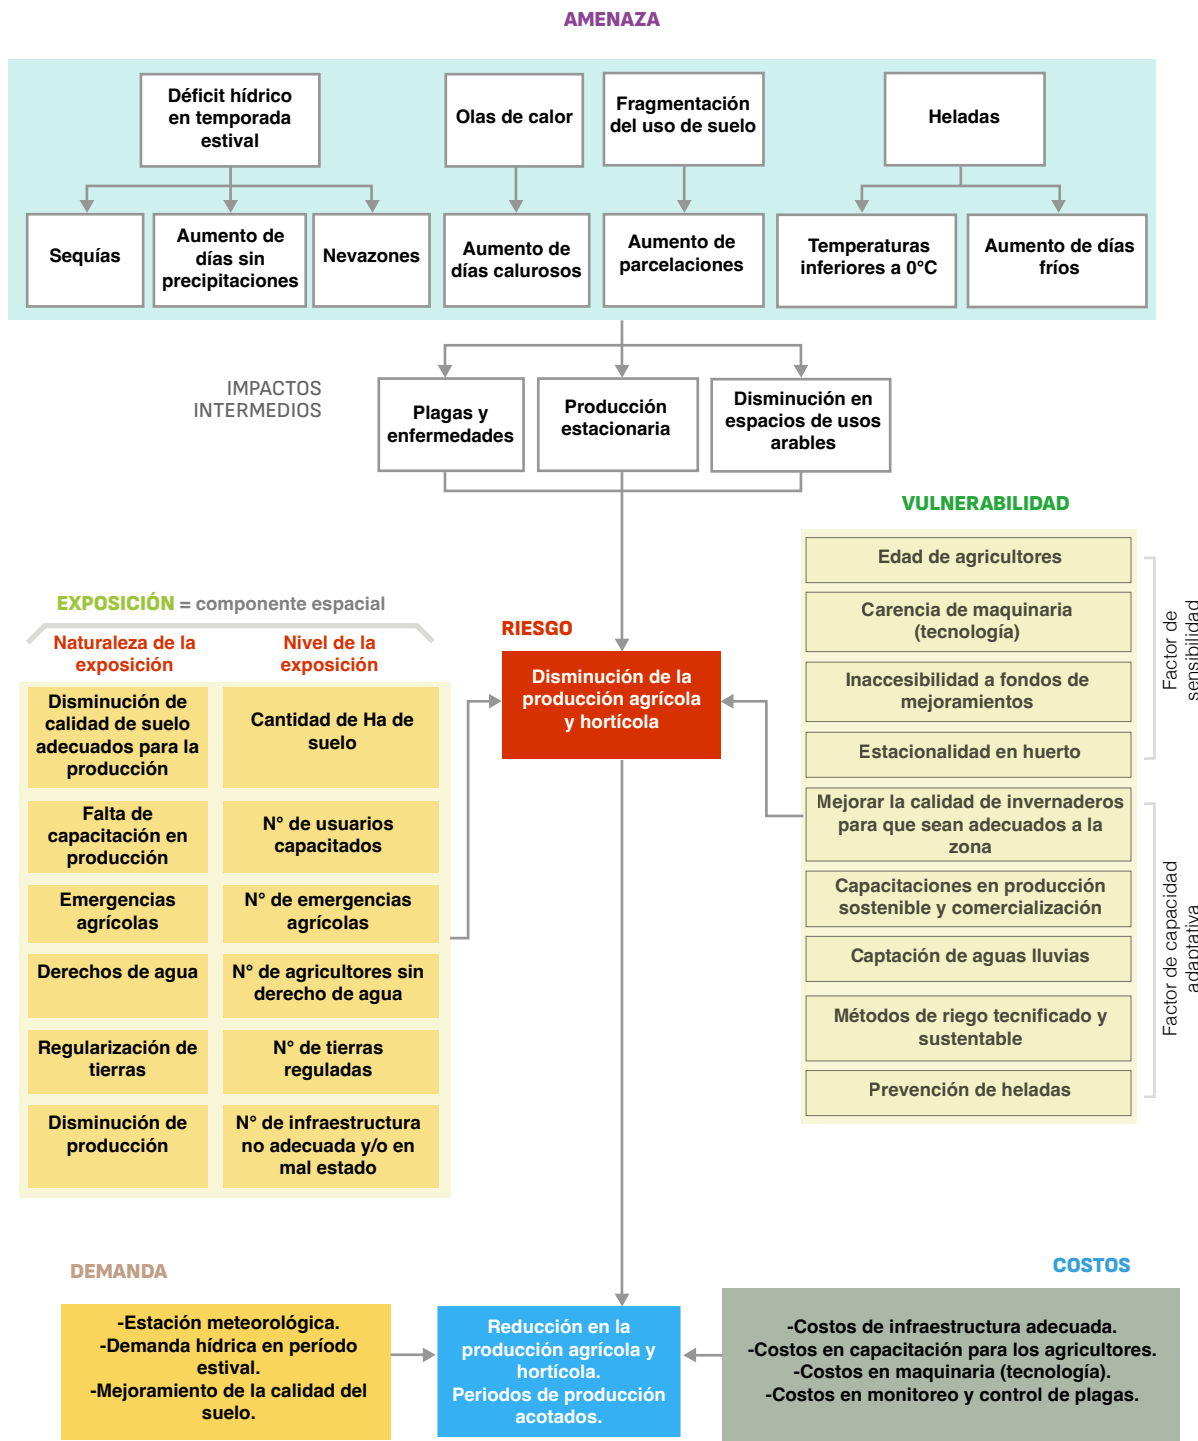 AMENAZA
Déficit hídrico
en temporada
estival
Olas de calor
Fragmentación
del uso de suelo
Heladas
Sequías
Aumento de
días sin
precipitaciones
Nevazones
Aumento de
días calurosos
Aumento de
parcelaciones
Temperaturas
inferiores a 0°C
Aumento de días
fríos
IMPACTOS
INTERMEDIOS
Plagas y
enfermedades
Producción
estacionaria
Disminución en
espacios de usos
arables
VULNERABILIDAD
Edad de agricultores
Carencia de maquinaria
(tecnología)
Inaccesibilidad a fondos de
mejoramientos
Estacionalidad en huerto
Factor de
sensibilidad
Mejorar la calidad de invernaderos
para que sean adecuados a la
zona
Capacitaciones en producción
sostenible y comercialización
Captación de aguas lluvias
Métodos de riego tecnificado y
sustentable
Prevención de heladas
Factor de capacidad
adaptativa
EXPOSICIÓN = componente espacial
Naturaleza de la
exposición
Nivel de la
exposición
Disminución de
calidad de suelo
adecuados para la
producción
Cantidad de Ha de
suelo
Falta de
capacitación en
producción
N° de usuarios
capacitados
Emergencias
agrícolas
N° de emergencias
agrícolas
Derechos de agua
N° de agricultores sin
derecho de agua
Regularización de
tierras
N° de tierras
reguladas
Disminución de
producción
N° de infraestructura
no adecuada y/o en
mal estado
RIESGO
Disminución de la
producción agrícola
y hortícola
DEMANDA
-Estación meteorológica.
-Demanda hídrica en período
estival.
-Mejoramiento de la calidad del
suelo.
Reducción en la
producción agrícola y
hortícola.
Periodos de producción
acotados.
COSTOS
-Costos de infraestructura adecuada.
-Costos en capacitación para los agricultores.
-Costos en maquinaria (tecnología).
-Costos en monitoreo y control de plagas.